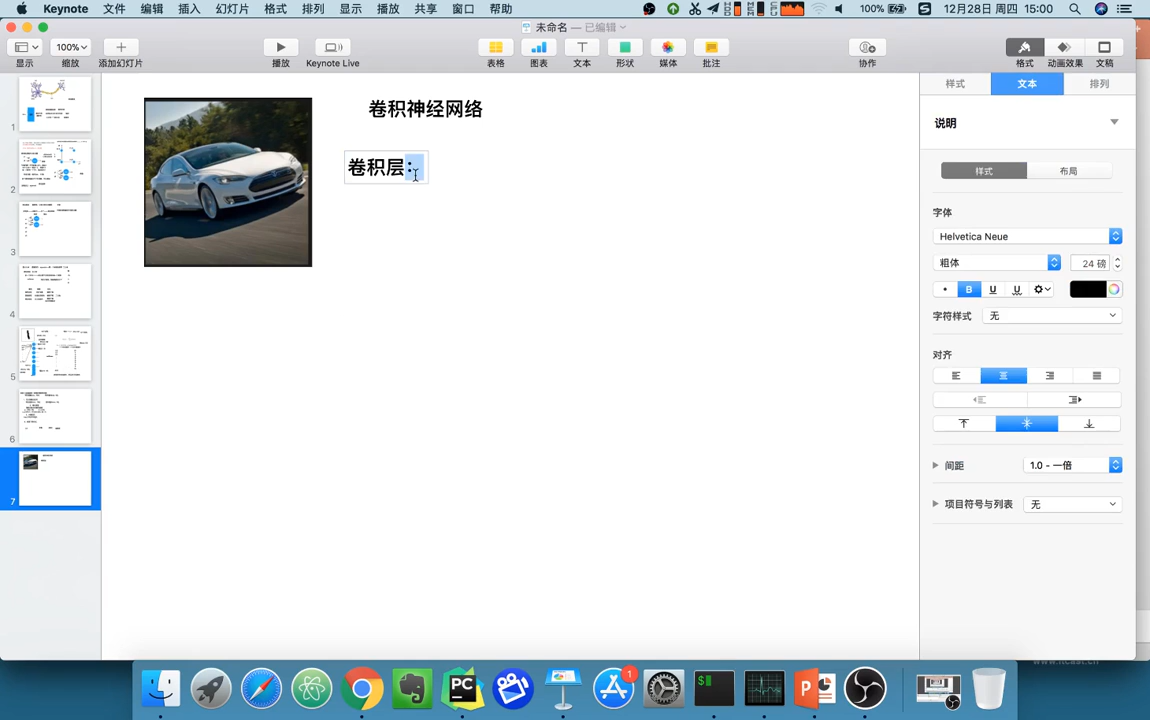 Keynote 文件 编辑 插入 幻灯片 格式 排列 显示 播放 共享 窗口 帮助 100% 12月28日 周四 15:00
未命名 — 已编辑
100%
显示 缩放 添加幻灯片 播放 Keynote Live 表格 图表 文本 形状 媒体 批注 协作 格式 动画效果 文稿
样式 文本 排列
卷积神经网络
卷积层:
说明
样式 布局
字体
Helvetica Neue
粗体 24 磅
B U U
字符样式 无
对齐
间距 1.0 - 一倍
项目符号与列表 无
1
2
3
4
5
6
7
PC
1
$
P
www.itcast.cn